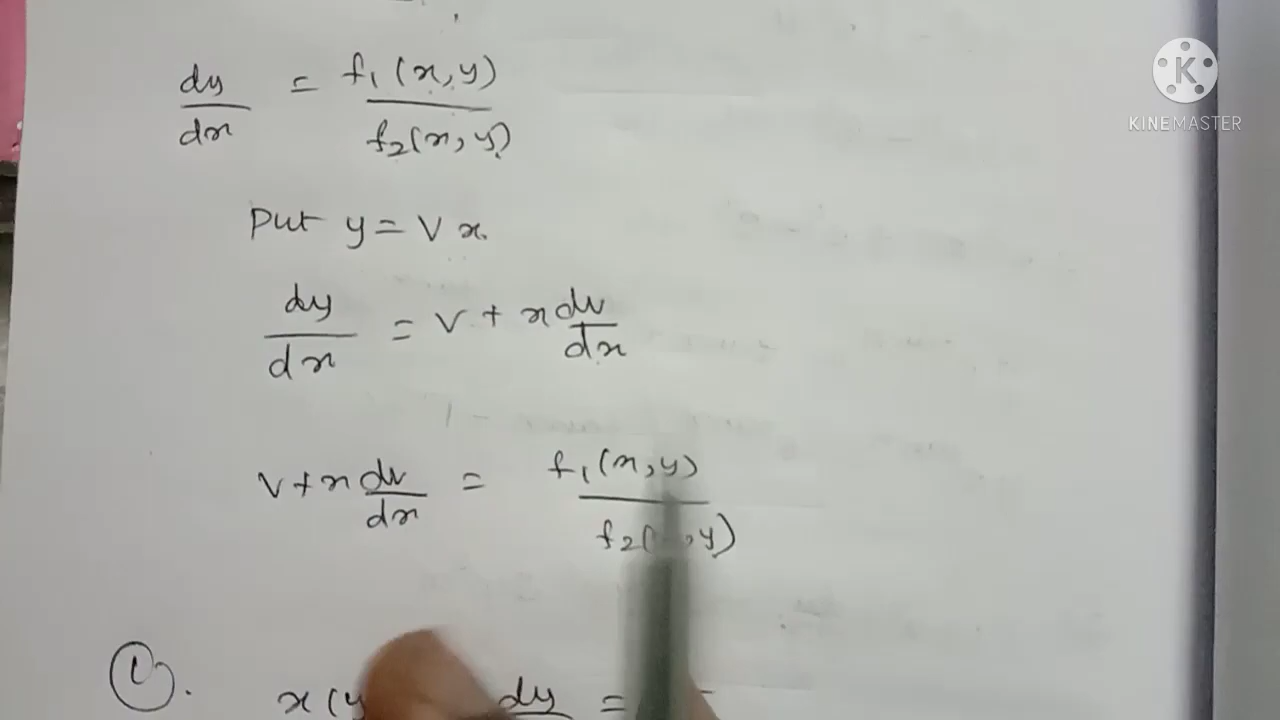 dy/dx = f₁(x,y)/f₂(x,y)
KINEMASTER
Put y = V x.
dy/dx = V + x dv/dx
V + x dv/dx = f₁(x,y)/f₂( ,y)
①. x(y dy =